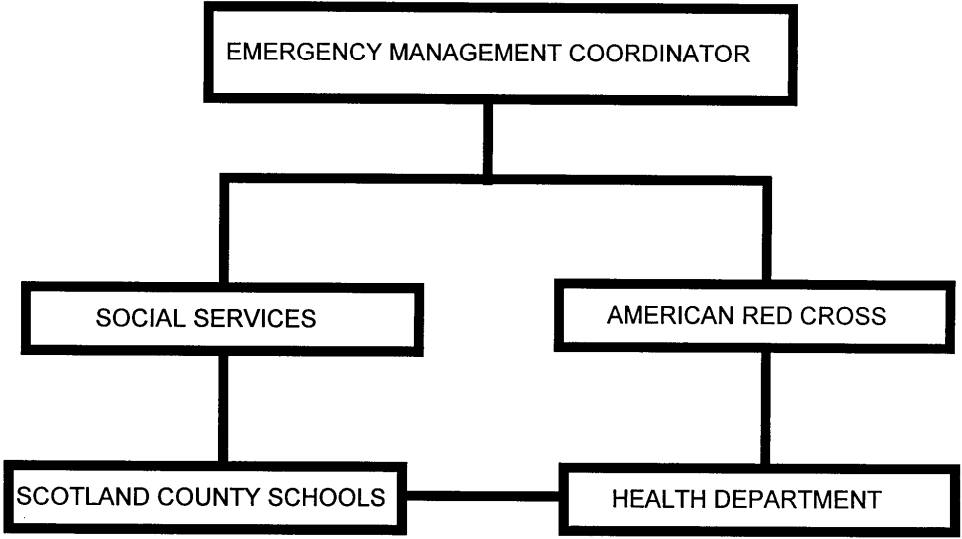 EMERGENCY MANAGEMENT COORDINATOR
SOCIAL SERVICES
AMERICAN RED CROSS
SCOTLAND COUNTY SCHOOLS
HEALTH DEPARTMENT